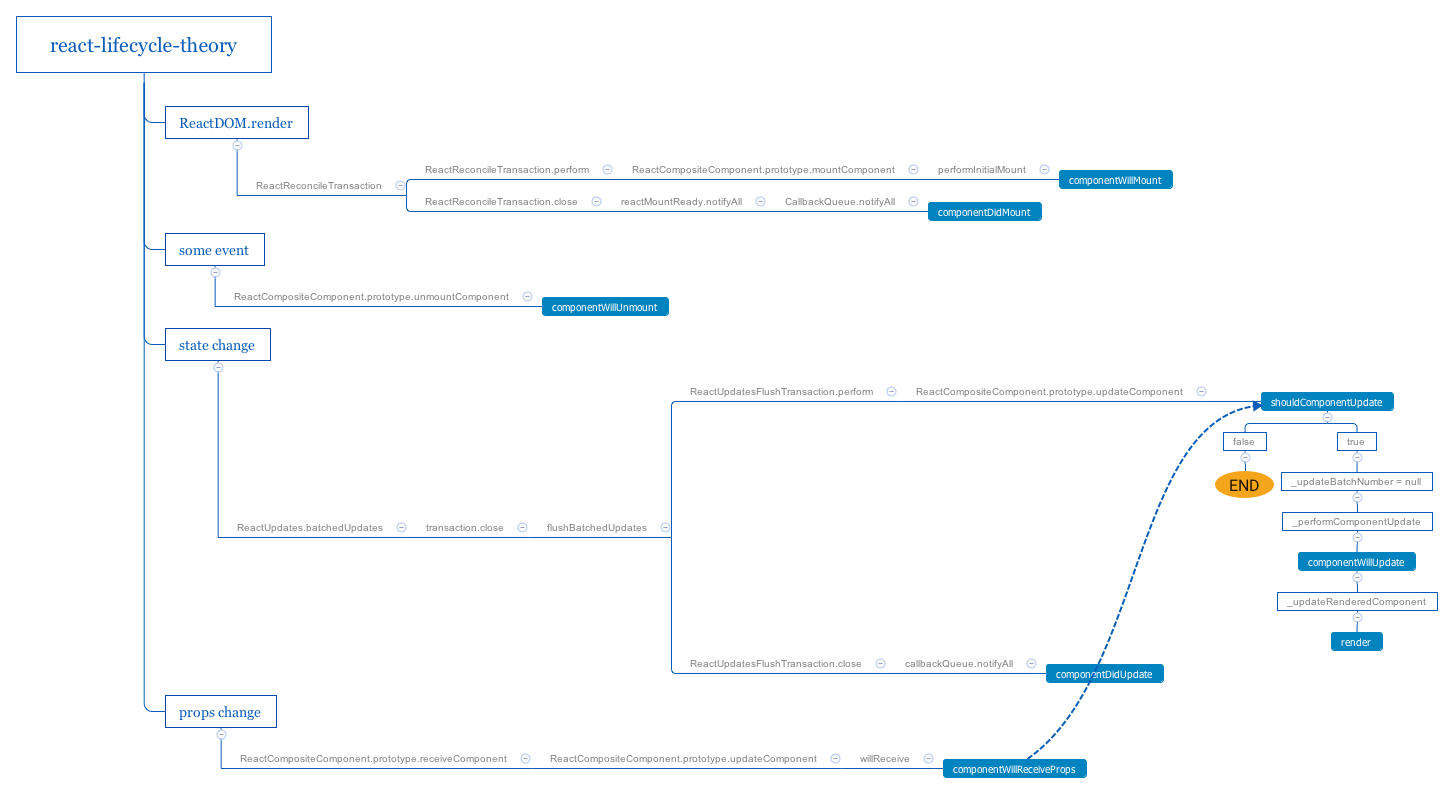 react-lifecycle-theory
ReactDOM.render
ReactReconcileTransaction
ReactReconcileTransaction.perform
ReactCompositeComponent.prototype.mountComponent
performInitialMount
componentWillMount
ReactReconcileTransaction.close
reactMountReady.notifyAll
CallbackQueue.notifyAll
componentDidMount
some event
ReactCompositeComponent.prototype.unmountComponent
componentWillUnmount
state change
ReactUpdates.batchedUpdates
transaction.close
flushBatchedUpdates
ReactUpdatesFlushTransaction.perform
ReactCompositeComponent.prototype.updateComponent
shouldComponentUpdate
false
END
true
_updateBatchNumber = null
_performComponentUpdate
componentWillUpdate
_updateRenderedComponent
render
ReactUpdatesFlushTransaction.close
callbackQueue.notifyAll
componentDidUpdate
props change
ReactCompositeComponent.prototype.receiveComponent
ReactCompositeComponent.prototype.updateComponent
willReceive
componentWillReceiveProps